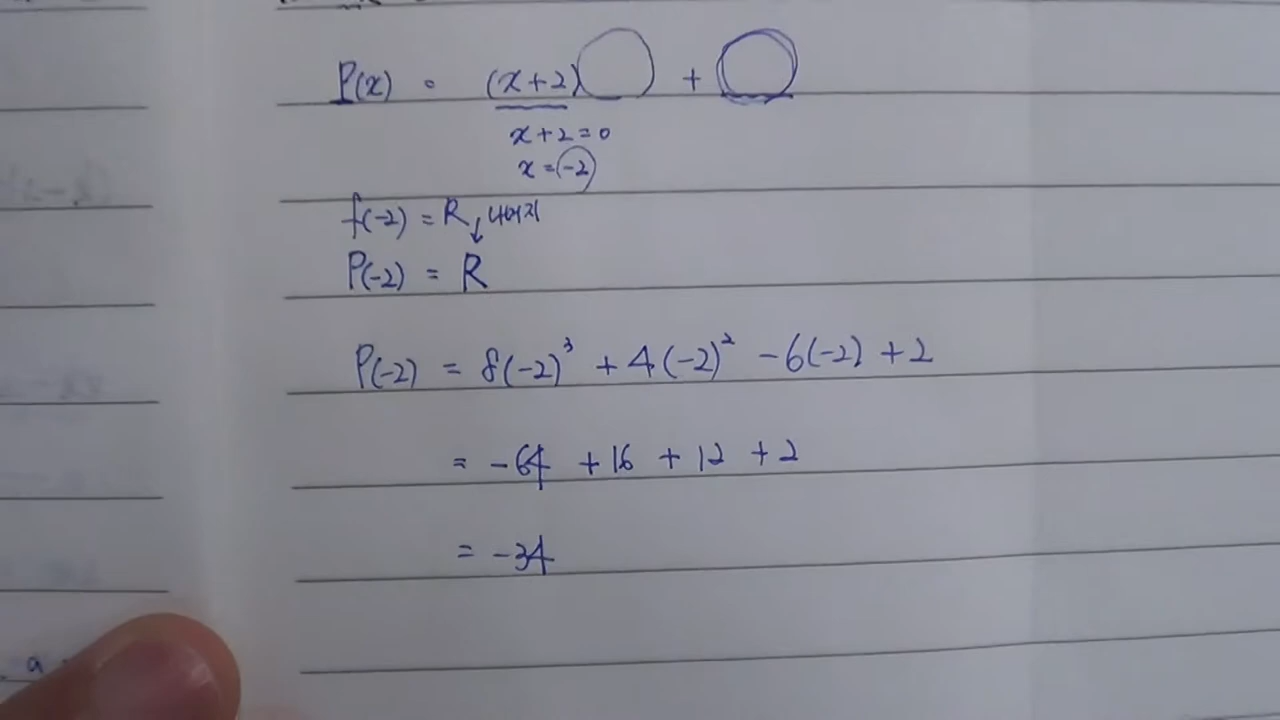 P(x) = (x+2)◯ + ◯
x+2=0
x=-2
f(-2) = R 나머지
P(-2) = R
P(-2) = 8(-2)³ + 4(-2)² -6(-2) +2
= -64 +16 +12 +2
= -34
a